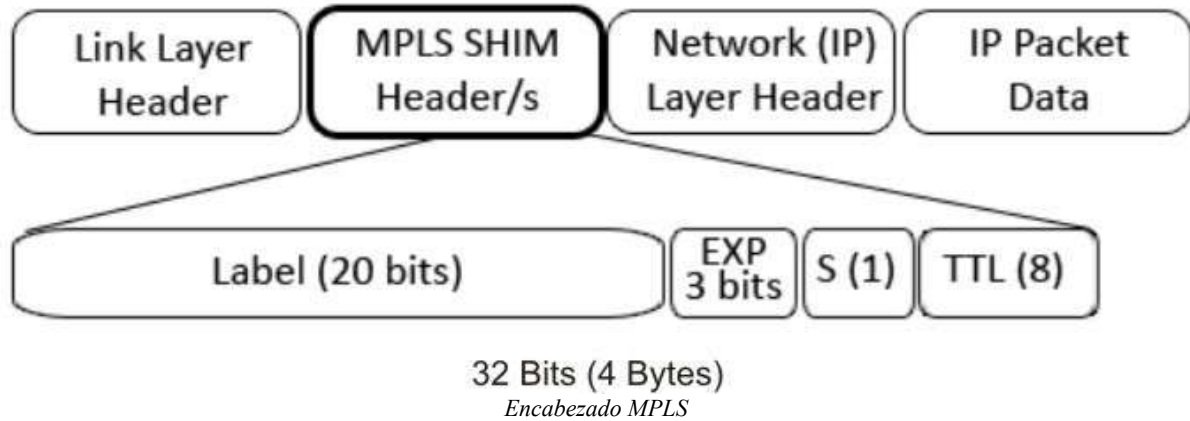 Link Layer
Header
MPLS SHIM
Header/s
Network (IP)
Layer Header
IP Packet
Data
Label (20 bits)
EXP
3 bits
S (1)
TTL (8)
32 Bits (4 Bytes)
Encabezado MPLS